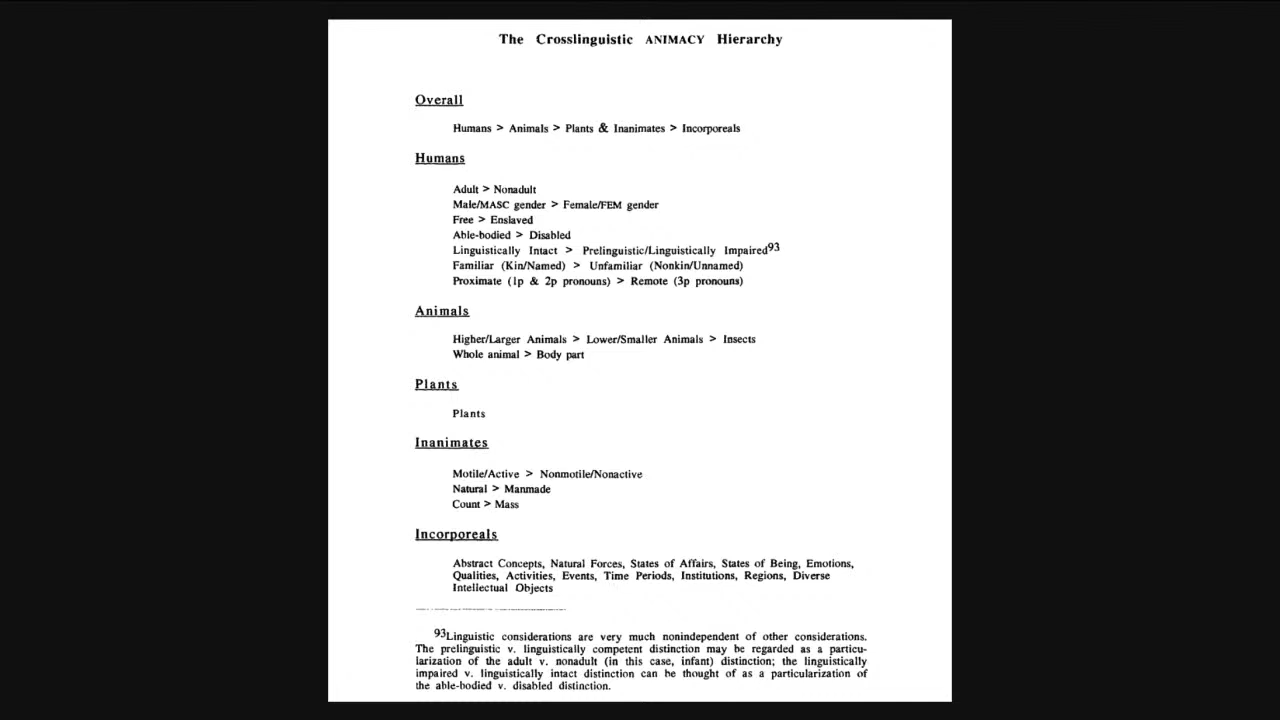 The Crosslinguistic ANIMACY Hierarchy
Overall
Humans > Animals > Plants & Inanimates > Incorporeals
Humans
Adult > Nonadult
Male/MASC gender > Female/FEM gender
Free > Enslaved
Able-bodied > Disabled
Linguistically Intact > Prelinguistic/Linguistically Impaired93
Familiar (Kin/Named) > Unfamiliar (Nonkin/Unnamed)
Proximate (1p & 2p pronouns) > Remote (3p pronouns)
Animals
Higher/Larger Animals > Lower/Smaller Animals > Insects
Whole animal > Body part
Plants
Plants
Inanimates
Motile/Active > Nonmotile/Nonactive
Natural > Manmade
Count > Mass
Incorporeals
Abstract Concepts, Natural Forces, States of Affairs, States of Being, Emotions,
Qualities, Activities, Events, Time Periods, Institutions, Regions, Diverse
Intellectual Objects
93Linguistic considerations are very much nonindependent of other considerations.
The prelinguistic v. linguistically competent distinction may be regarded as a particu-
larization of the adult v. nonadult (in this case, infant) distinction; the linguistically
impaired v. linguistically intact distinction can be thought of as a particularization of
the able-bodied v. disabled distinction.